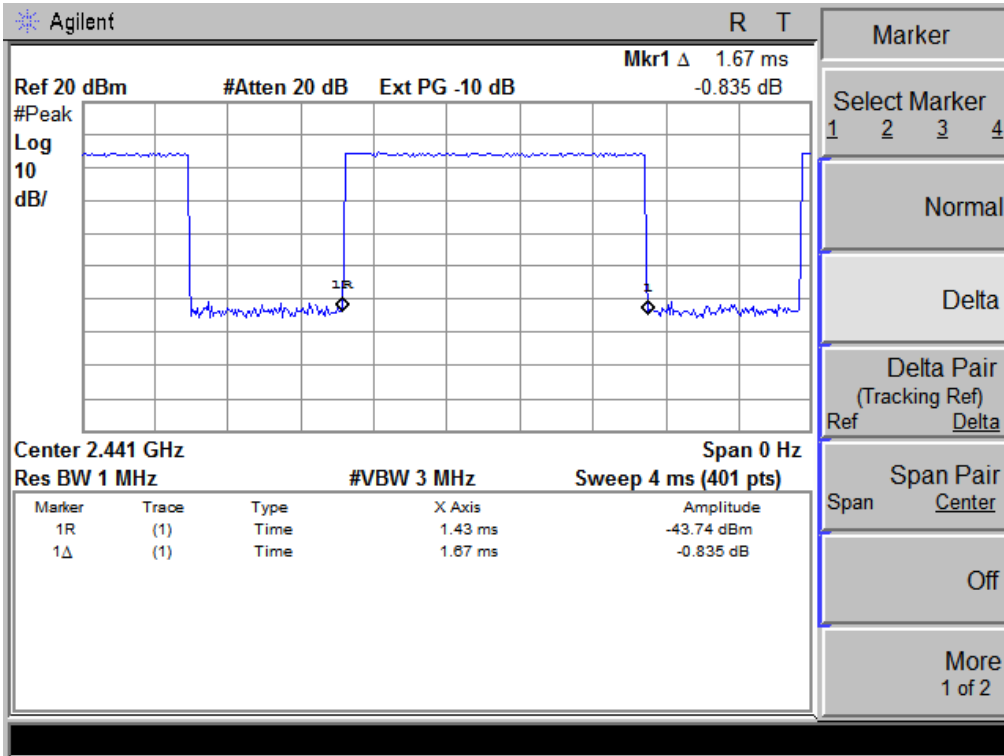 Agilent R T
Mkr1 Δ 1.67 ms
Ref 20 dBm #Atten 20 dB Ext PG -10 dB -0.835 dB
#Peak
Log
10
dB/
1R
1
Center 2.441 GHz Span 0 Hz
Res BW 1 MHz #VBW 3 MHz Sweep 4 ms (401 pts)
Marker Trace Type X Axis Amplitude
1R (1) Time 1.43 ms -43.74 dBm
1Δ (1) Time 1.67 ms -0.835 dB
Marker
Select Marker
1 2 3 4
Normal
Delta
Delta Pair
(Tracking Ref)
Ref Delta
Span Pair
Span Center
Off
More
1 of 2